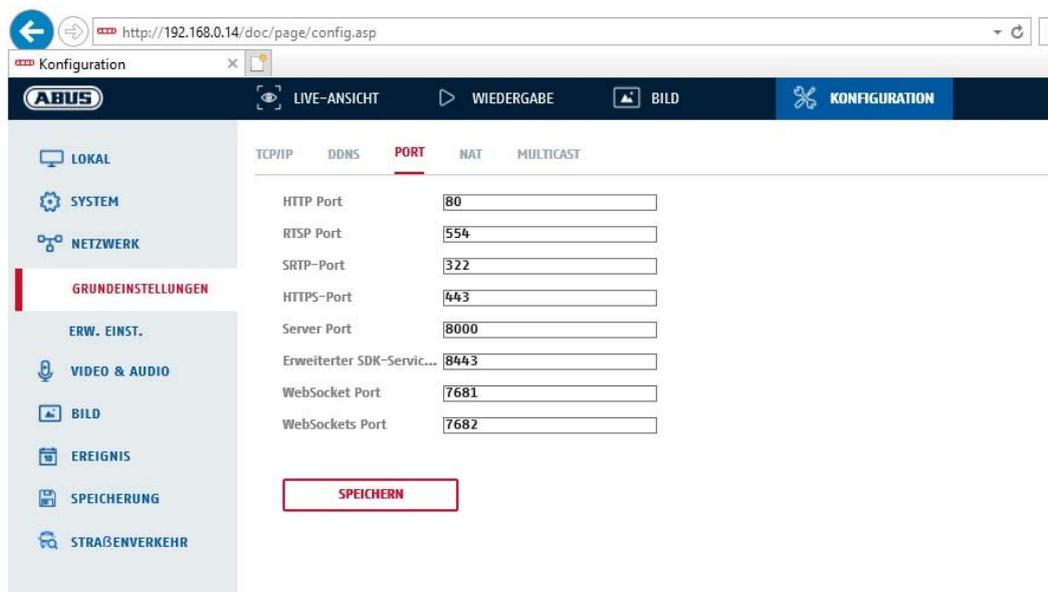 http://192.168.0.14/doc/page/config.asp
Konfiguration
ABUS
LIVE-ANSICHT
WIEDERGABE
BILD
KONFIGURATION
LOKAL
SYSTEM
NETZWERK
GRUNDEINSTELLUNGEN
ERW. EINST.
VIDEO & AUDIO
BILD
EREIGNIS
SPEICHERUNG
STRAßENVERKEHR
TCP/IP DDNS PORT NAT MULTICAST
HTTP Port 80
RTSP Port 554
SRTP-Port 322
HTTPS-Port 443
Server Port 8000
Erweiterter SDK-Servic... 8443
WebSocket Port 7681
WebSockets Port 7682
SPEICHERN